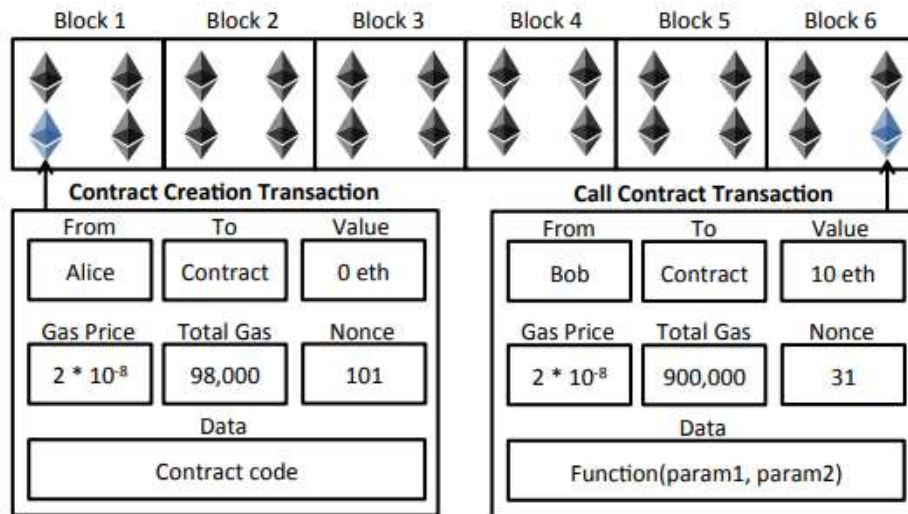 Block 1 Block 2 Block 3 Block 4 Block 5 Block 6
Contract Creation Transaction
From To Value
Alice Contract 0 eth
Gas Price Total Gas Nonce
2 * 10⁻⁸ 98,000 101
Data
Contract code
Call Contract Transaction
From To Value
Bob Contract 10 eth
Gas Price Total Gas Nonce
2 * 10⁻⁸ 900,000 31
Data
Function(param1, param2)